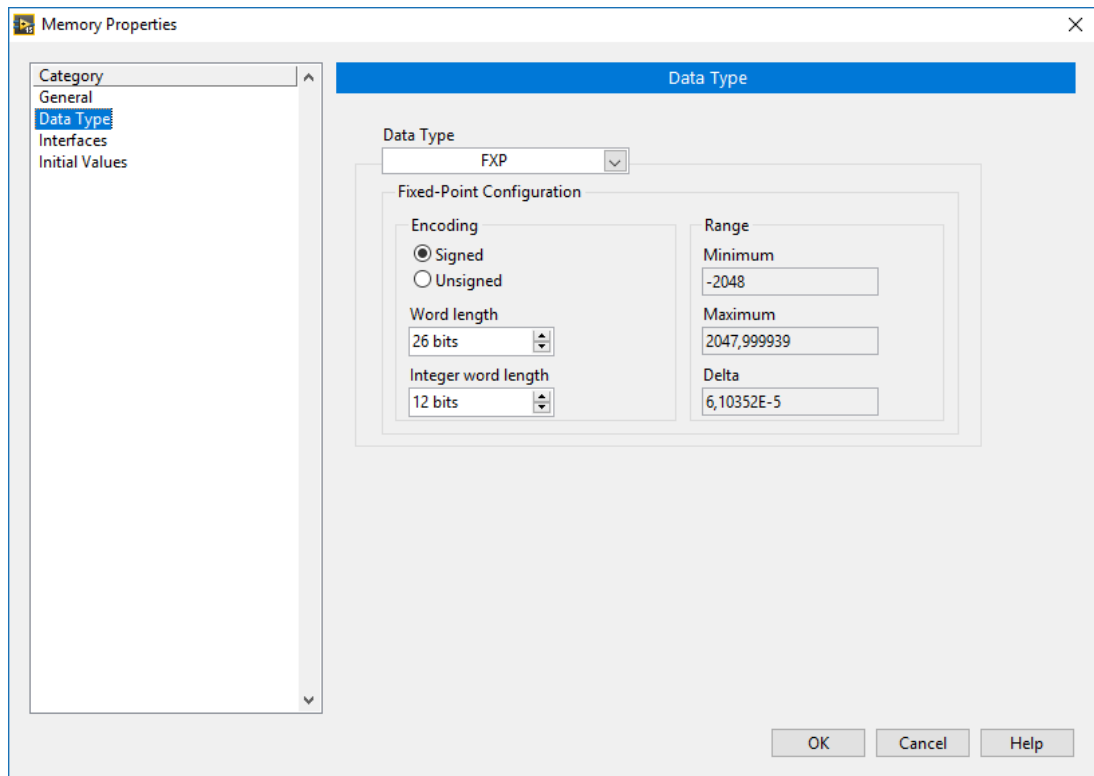 Memory Properties
Category
General
Data Type
Interfaces
Initial Values
Data Type
Data Type
FXP
Fixed-Point Configuration
Encoding
Signed
Unsigned
Word length
26 bits
Integer word length
12 bits
Range
Minimum
-2048
Maximum
2047,999939
Delta
6,10352E-5
OK Cancel Help